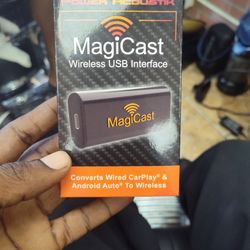 POWER ACOUSTIK
MagiCast
Wireless USB Interface
MagiCast
Converts Wired CarPlay® &
Android Auto® To Wireless